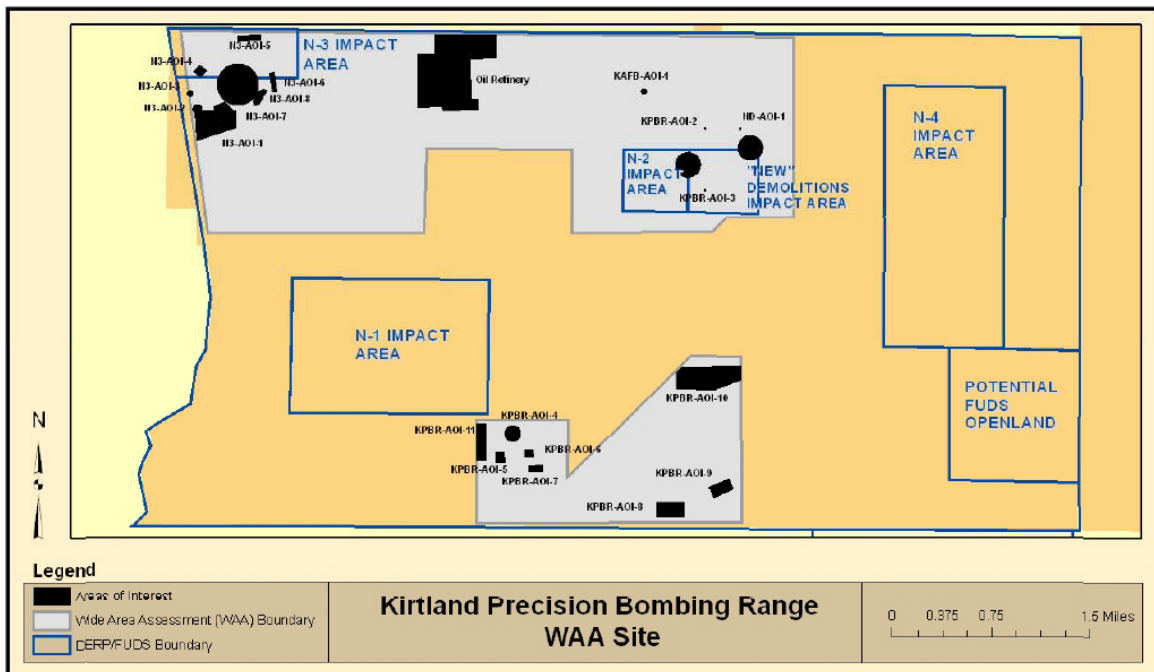 N3-AOI-5
N-3 IMPACT
AREA
N3-AOI-4
N3-AOI-3
N3-AOI-2
N3-AOI-6
N3-AOI-8
N3-AOI-7
N3-AOI-1
Oil Refinery
KAFB-AOI-1
KPBR-AOI-2
ND-AOI-1
N-2
IMPACT
AREA
KPBR-AOI-3
"NEW"
DEMOLITIONS
IMPACT AREA
N-4
IMPACT
AREA
N-1 IMPACT
AREA
POTENTIAL
FUDS
OPENLAND
KPBR-AOI-10
KPBR-AOI-4
KPBR-AOI-11
KPBR-AOI-6
KPBR-AOI-5
KPBR-AOI-7
KPBR-AOI-9
KPBR-AOI-8
N
Legend
Areas of Interest
Wide Area Assessment (WAA) Boundary
DERP/FUDS Boundary
Kirtland Precision Bombing Range
WAA Site
0 0.375 0.75 1.5 Miles